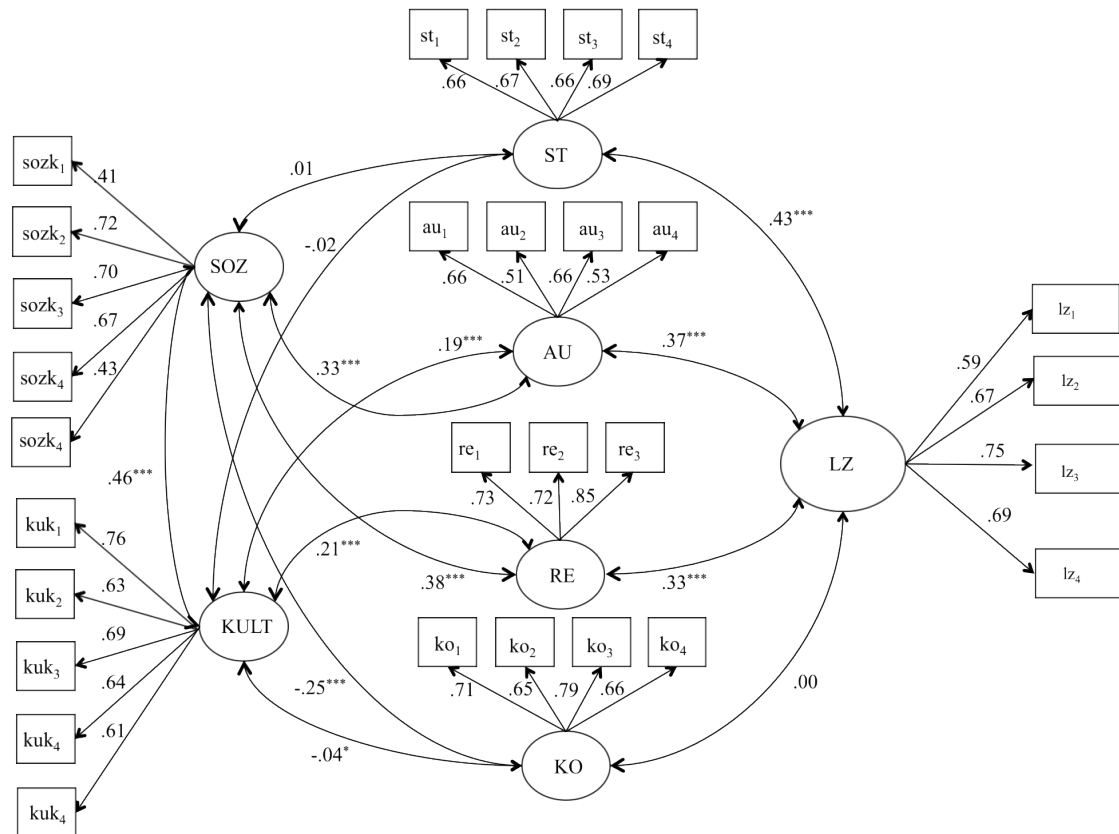 st1
st2
st3
st4
.66
.67
.66
.69
ST
sozk1
sozk2
sozk3
sozk4
sozk4
.41
.72
.70
.67
.43
SOZ
.01
-.02
.43***
au1
au2
au3
au4
.66
.51
.66
.53
AU
.19***
.33***
.37***
lz1
lz2
lz3
lz4
.59
.67
.75
.69
LZ
re1
re2
re3
.73
.72
.85
RE
.46***
.21***
.38***
.33***
kuk1
kuk2
kuk3
kuk4
kuk4
.76
.63
.69
.64
.61
KULT
ko1
ko2
ko3
ko4
.71
.65
.79
.66
KO
-.25***
-.04*
.00